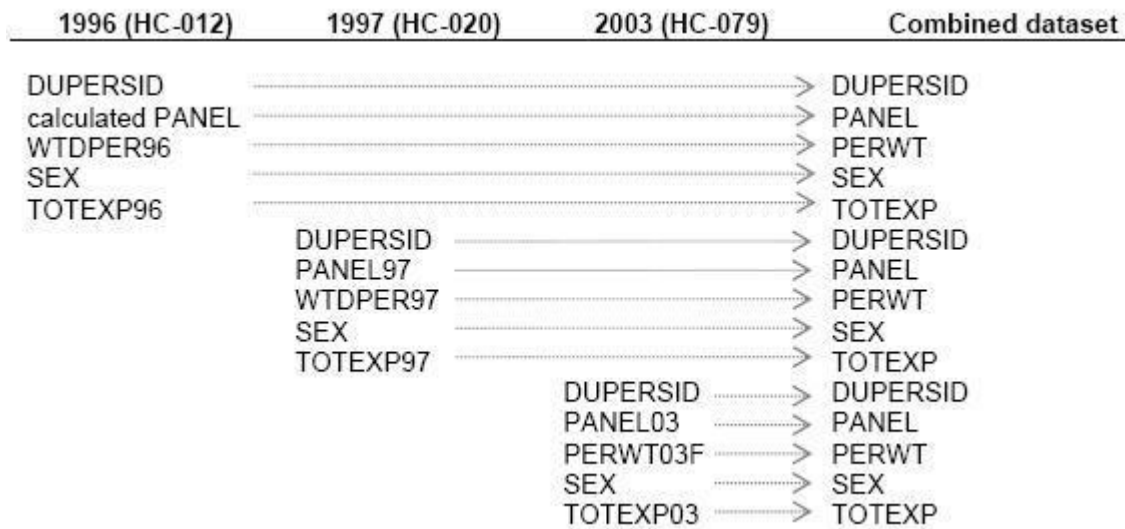 1996 (HC-012) 1997 (HC-020) 2003 (HC-079) Combined dataset
DUPERSID DUPERSID
calculated PANEL PANEL
WTDPER96 PERWT
SEX SEX
TOTEXP96 TOTEXP
DUPERSID DUPERSID
PANEL97 PANEL
WTDPER97 PERWT
SEX SEX
TOTEXP97 TOTEXP
DUPERSID DUPERSID
PANEL03 PANEL
PERWT03F PERWT
SEX SEX
TOTEXP03 TOTEXP